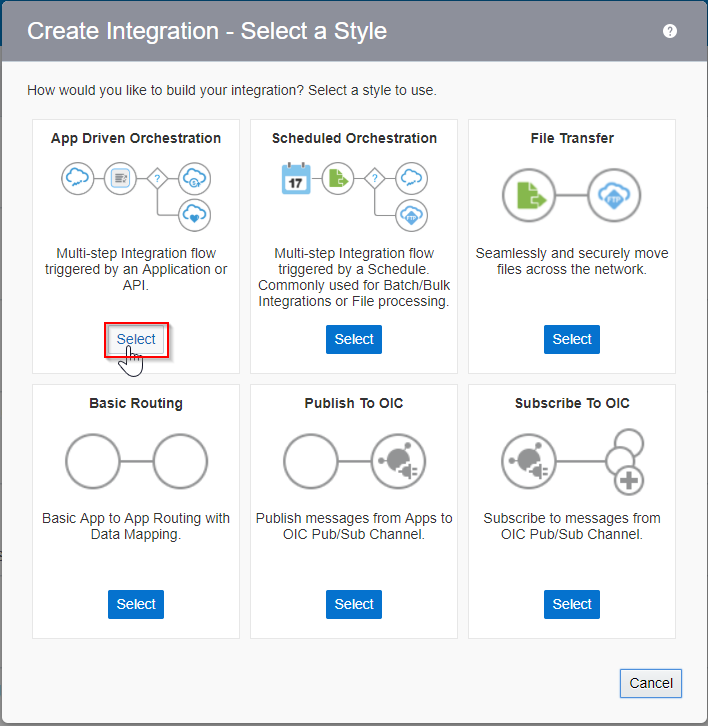 Create Integration - Select a Style
?
How would you like to build your integration? Select a style to use.
App Driven Orchestration
?
Multi-step Integration flow
triggered by an Application or
API.
Select
Scheduled Orchestration
17
?
FTP
Multi-step Integration flow
triggered by a Schedule.
Commonly used for Batch/Bulk
Integrations or File processing.
Select
File Transfer
FTP
Seamlessly and securely move
files across the network.
Select
Basic Routing
Basic App to App Routing with
Data Mapping.
Select
Publish To OIC
Publish messages from Apps to
OIC Pub/Sub Channel.
Select
Subscribe To OIC
Subscribe to messages from
OIC Pub/Sub Channel.
Select
Cancel